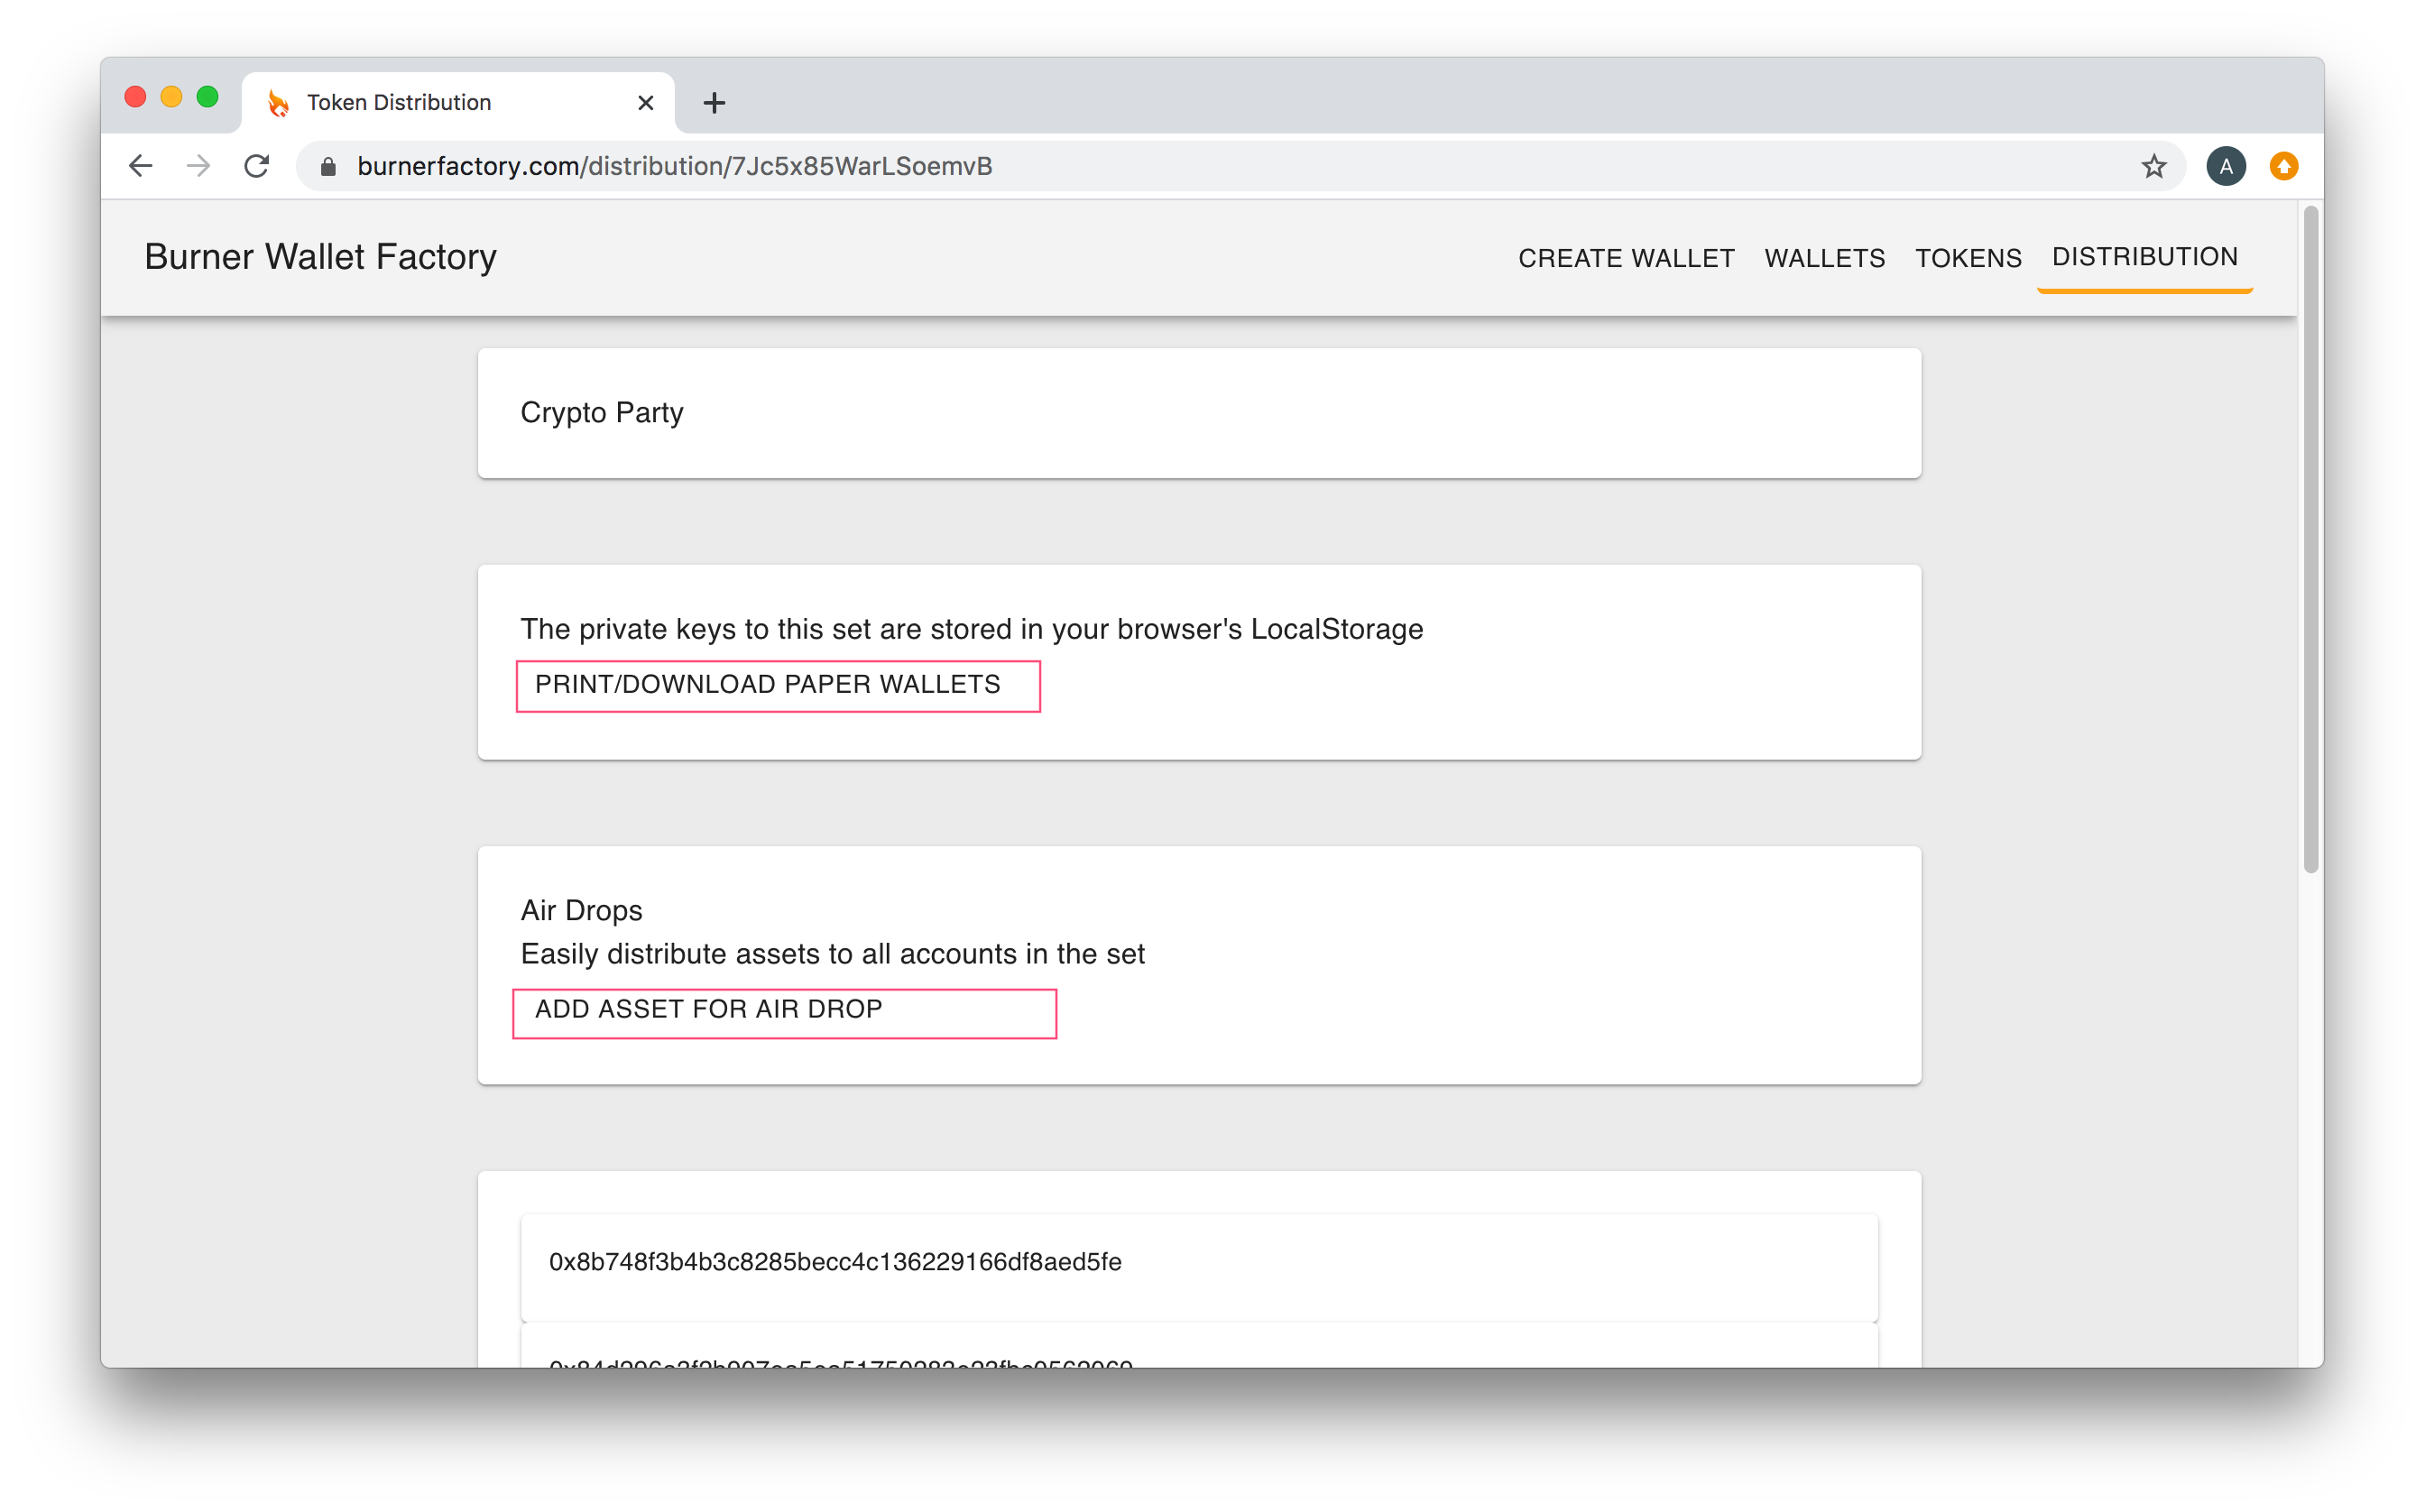 Token Distribution
burnerfactory.com/distribution/7Jc5x85WarLSoemvB
A
Burner Wallet Factory
CREATE WALLET WALLETS TOKENS DISTRIBUTION
Crypto Party
The private keys to this set are stored in your browser's LocalStorage
PRINT/DOWNLOAD PAPER WALLETS
Air Drops
Easily distribute assets to all accounts in the set
ADD ASSET FOR AIR DROP
0x8b748f3b4b3c8285becc4c136229166df8aed5fe